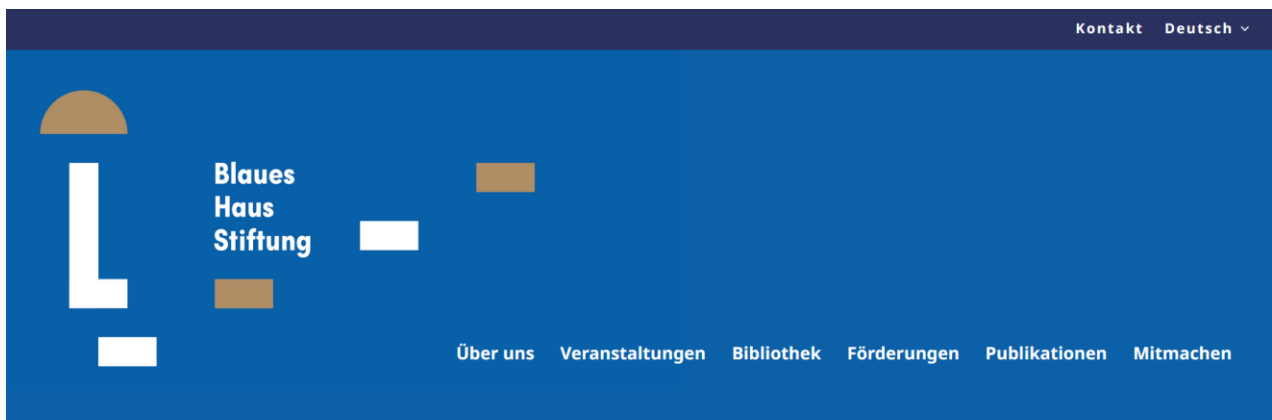 Kontakt Deutsch
Blaues
Haus
Stiftung
Über uns Veranstaltungen Bibliothek Förderungen Publikationen Mitmachen